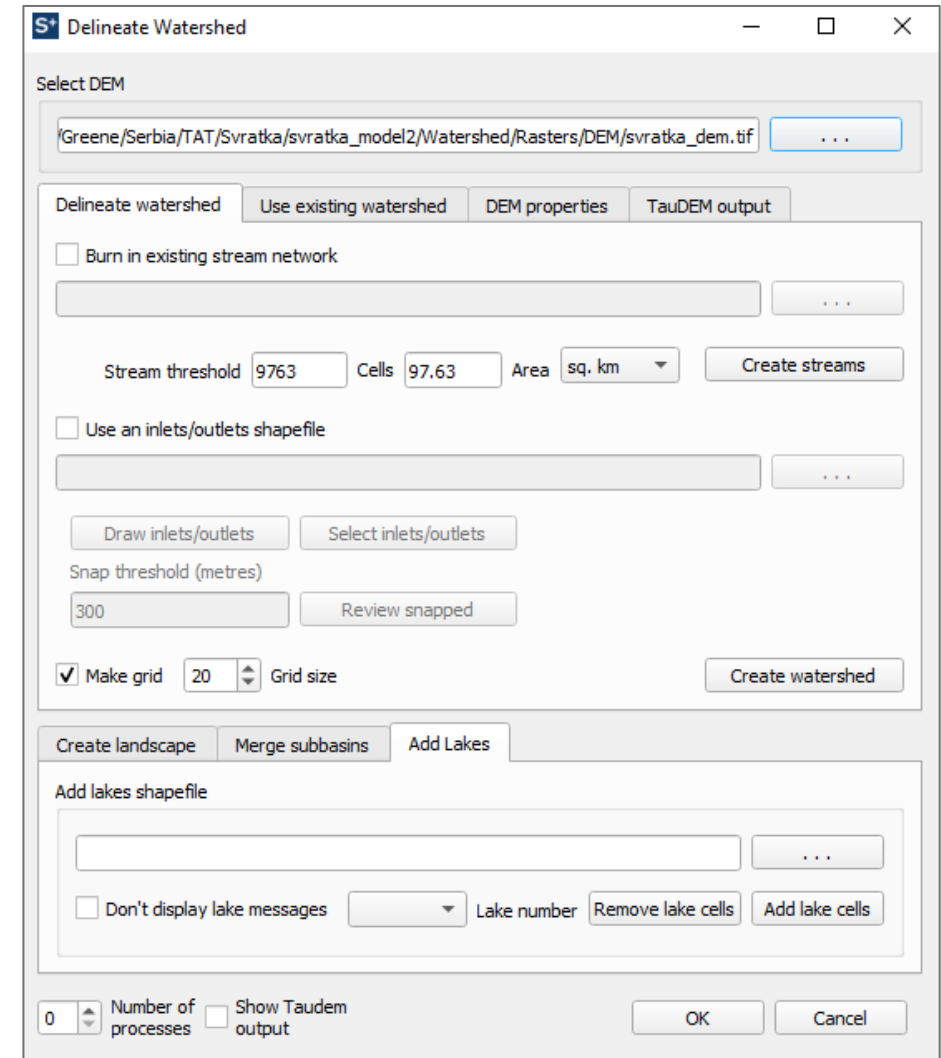 S+ Delineate Watershed
Select DEM
/Greene/Serbia/TAT/Svratka/svratka_model2/Watershed/Rasters/DEM/svratka_dem.tif ...
Delineate watershed Use existing watershed DEM properties TauDEM output
Burn in existing stream network
...
Stream threshold 9763 Cells 97.63 Area sq. km Create streams
Use an inlets/outlets shapefile
...
Draw inlets/outlets Select inlets/outlets
Snap threshold (metres)
300 Review snapped
Make grid 20 Grid size Create watershed
Create landscape Merge subbasins Add Lakes
Add lakes shapefile
...
Don't display lake messages Lake number Remove lake cells Add lake cells
0 Number of processes Show Taudem output OK Cancel